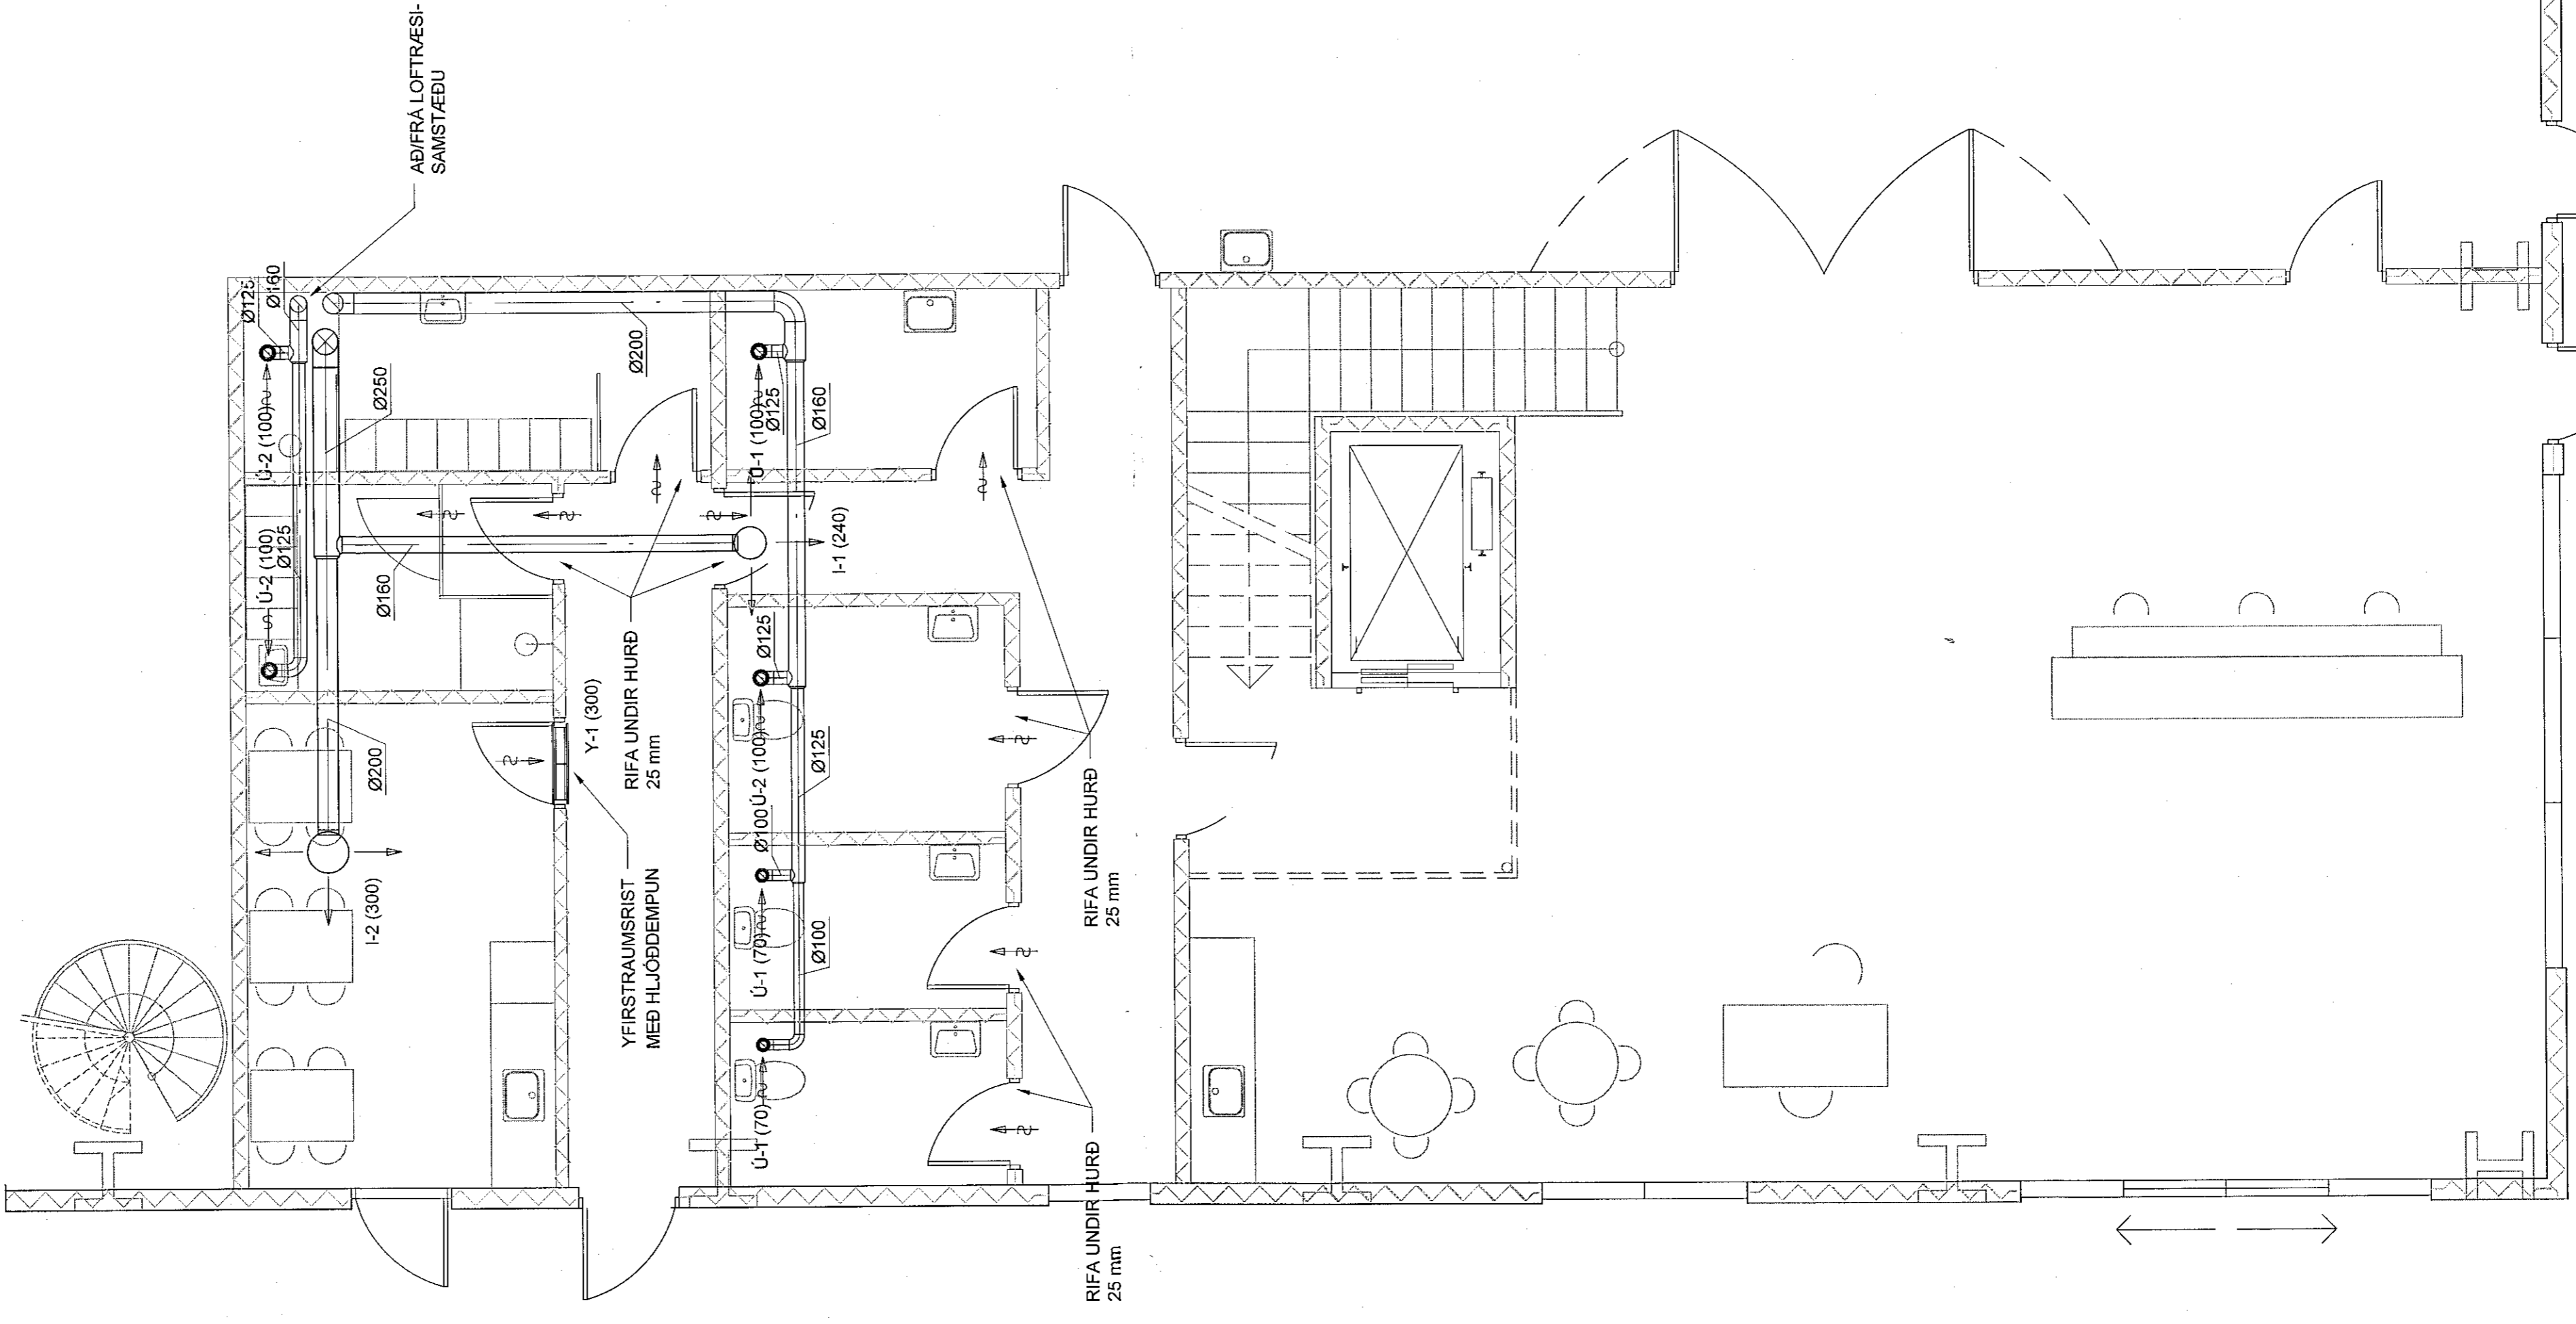 AÐ/FRÁ LOFTRÆSI-
SAMSTÆÐU
Ø125
Ø160
Ú-2 (100)
Ø250
Ú-2 (100)
Ø125
Ø160
Ø200
I-2 (300)
Ø200
Ú-1 (100)
Ø125
Ø160
I-1 (240)
RIFA UNDIR HURÐ
25 mm
Y-1 (300)
YFIRSTRAUMSRIST
MEÐ HLJÓÐDEMPUN
Ø125
Ú-2 (100)
Ø125
Ø100
Ú-1 (70)
Ø100
Ú-1 (70)
RIFA UNDIR HURÐ
25 mm
RIFA UNDIR HURÐ
25 mm